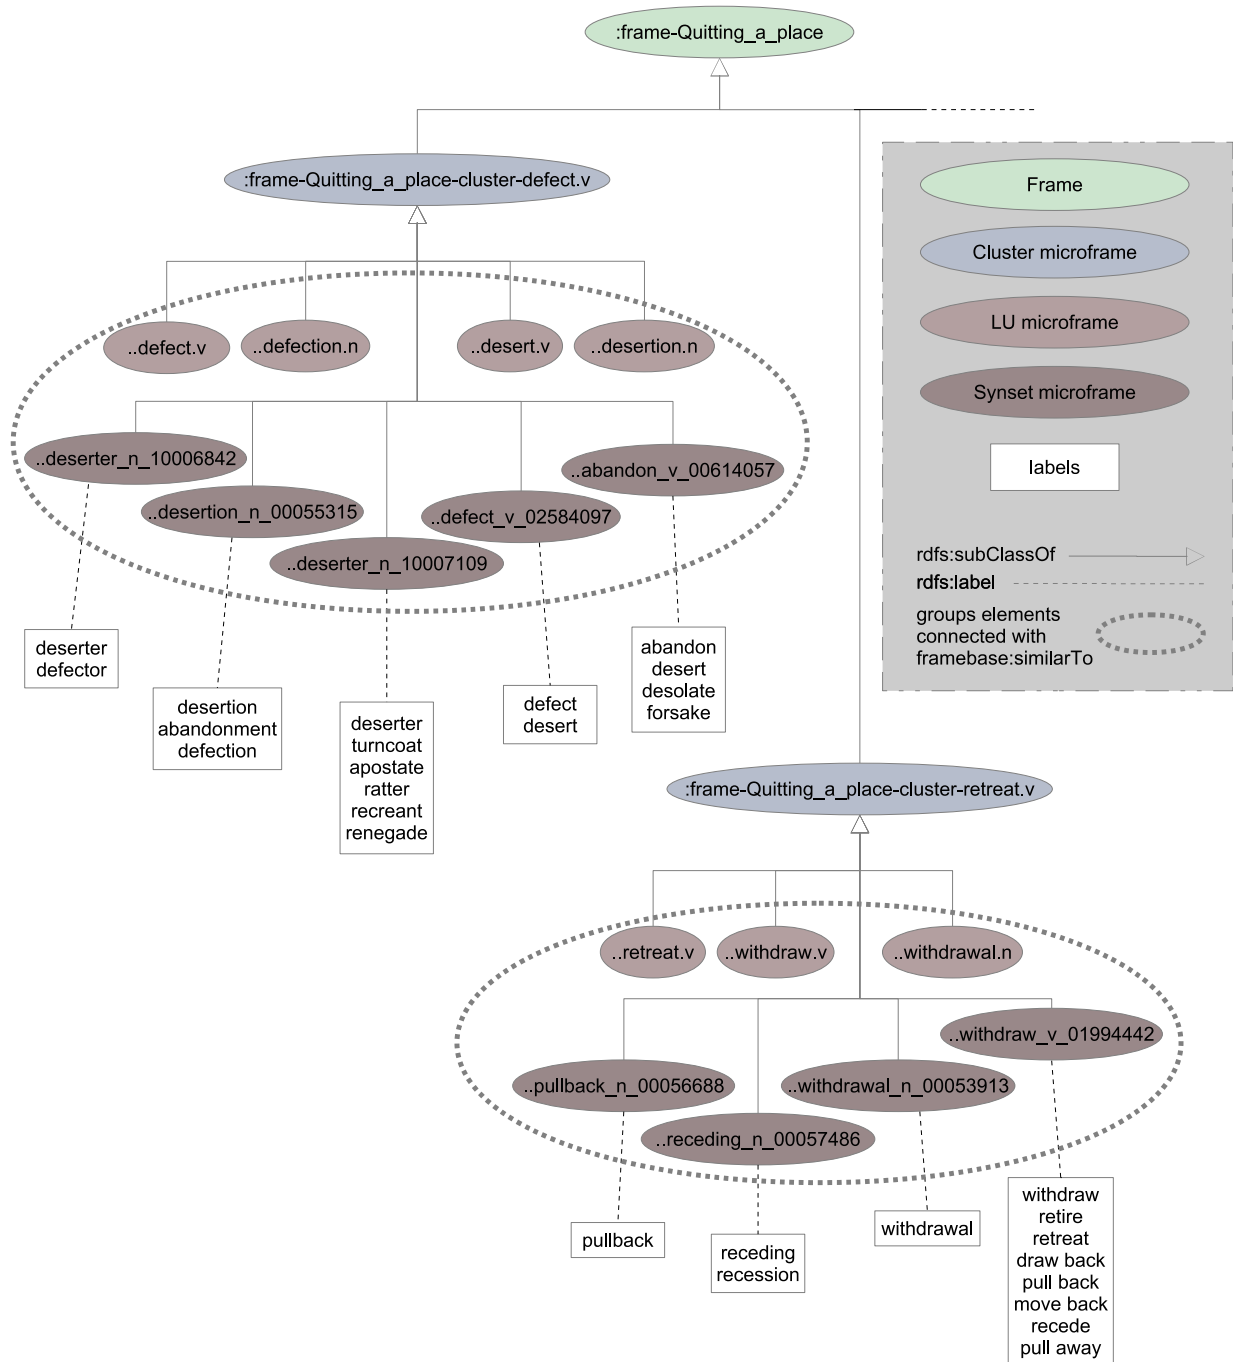 :frame-Quitting_a_place
:frame-Quitting_a_place-cluster-defect.v
Frame
Cluster microframe
LU microframe
Synset microframe
labels
rdfs:subClassOf
rdfs:label
groups elements
connected with
framebase:similarTo
..defect.v
..defection.n
..desert.v
..desertion.n
..deserter_n_10006842
..desertion_n_00055315
..deserter_n_10007109
..defect_v_02584097
..abandon_v_00614057
deserter
defector
desertion
abandonment
defection
deserter
turncoat
apostate
ratter
recreant
renegade
defect
desert
abandon
desert
desolate
forsake
:frame-Quitting_a_place-cluster-retreat.v
..retreat.v
..withdraw.v
..withdrawal.n
..pullback_n_00056688
..receding_n_00057486
..withdrawal_n_00053913
..withdraw_v_01994442
pullback
receding
recession
withdrawal
withdraw
retire
retreat
draw back
pull back
move back
recede
pull away